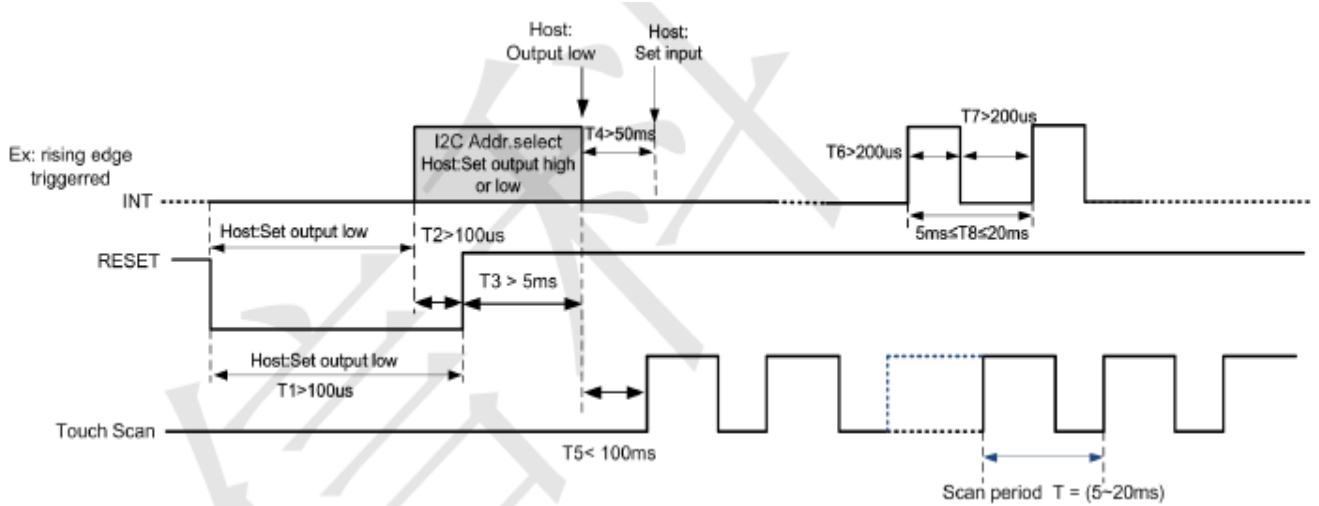 Host:
Output low
Host:
Set input
Ex: rising edge
triggerred
INT
I2C Addr.select
Host:Set output high
or low
T4>50ms
T6>200us
T7>200us
5ms≤T8≤20ms
Host:Set output low
T2>100us
RESET
T3 > 5ms
Host:Set output low
T1>100us
Touch Scan
T5< 100ms
Scan period T = (5~20ms)